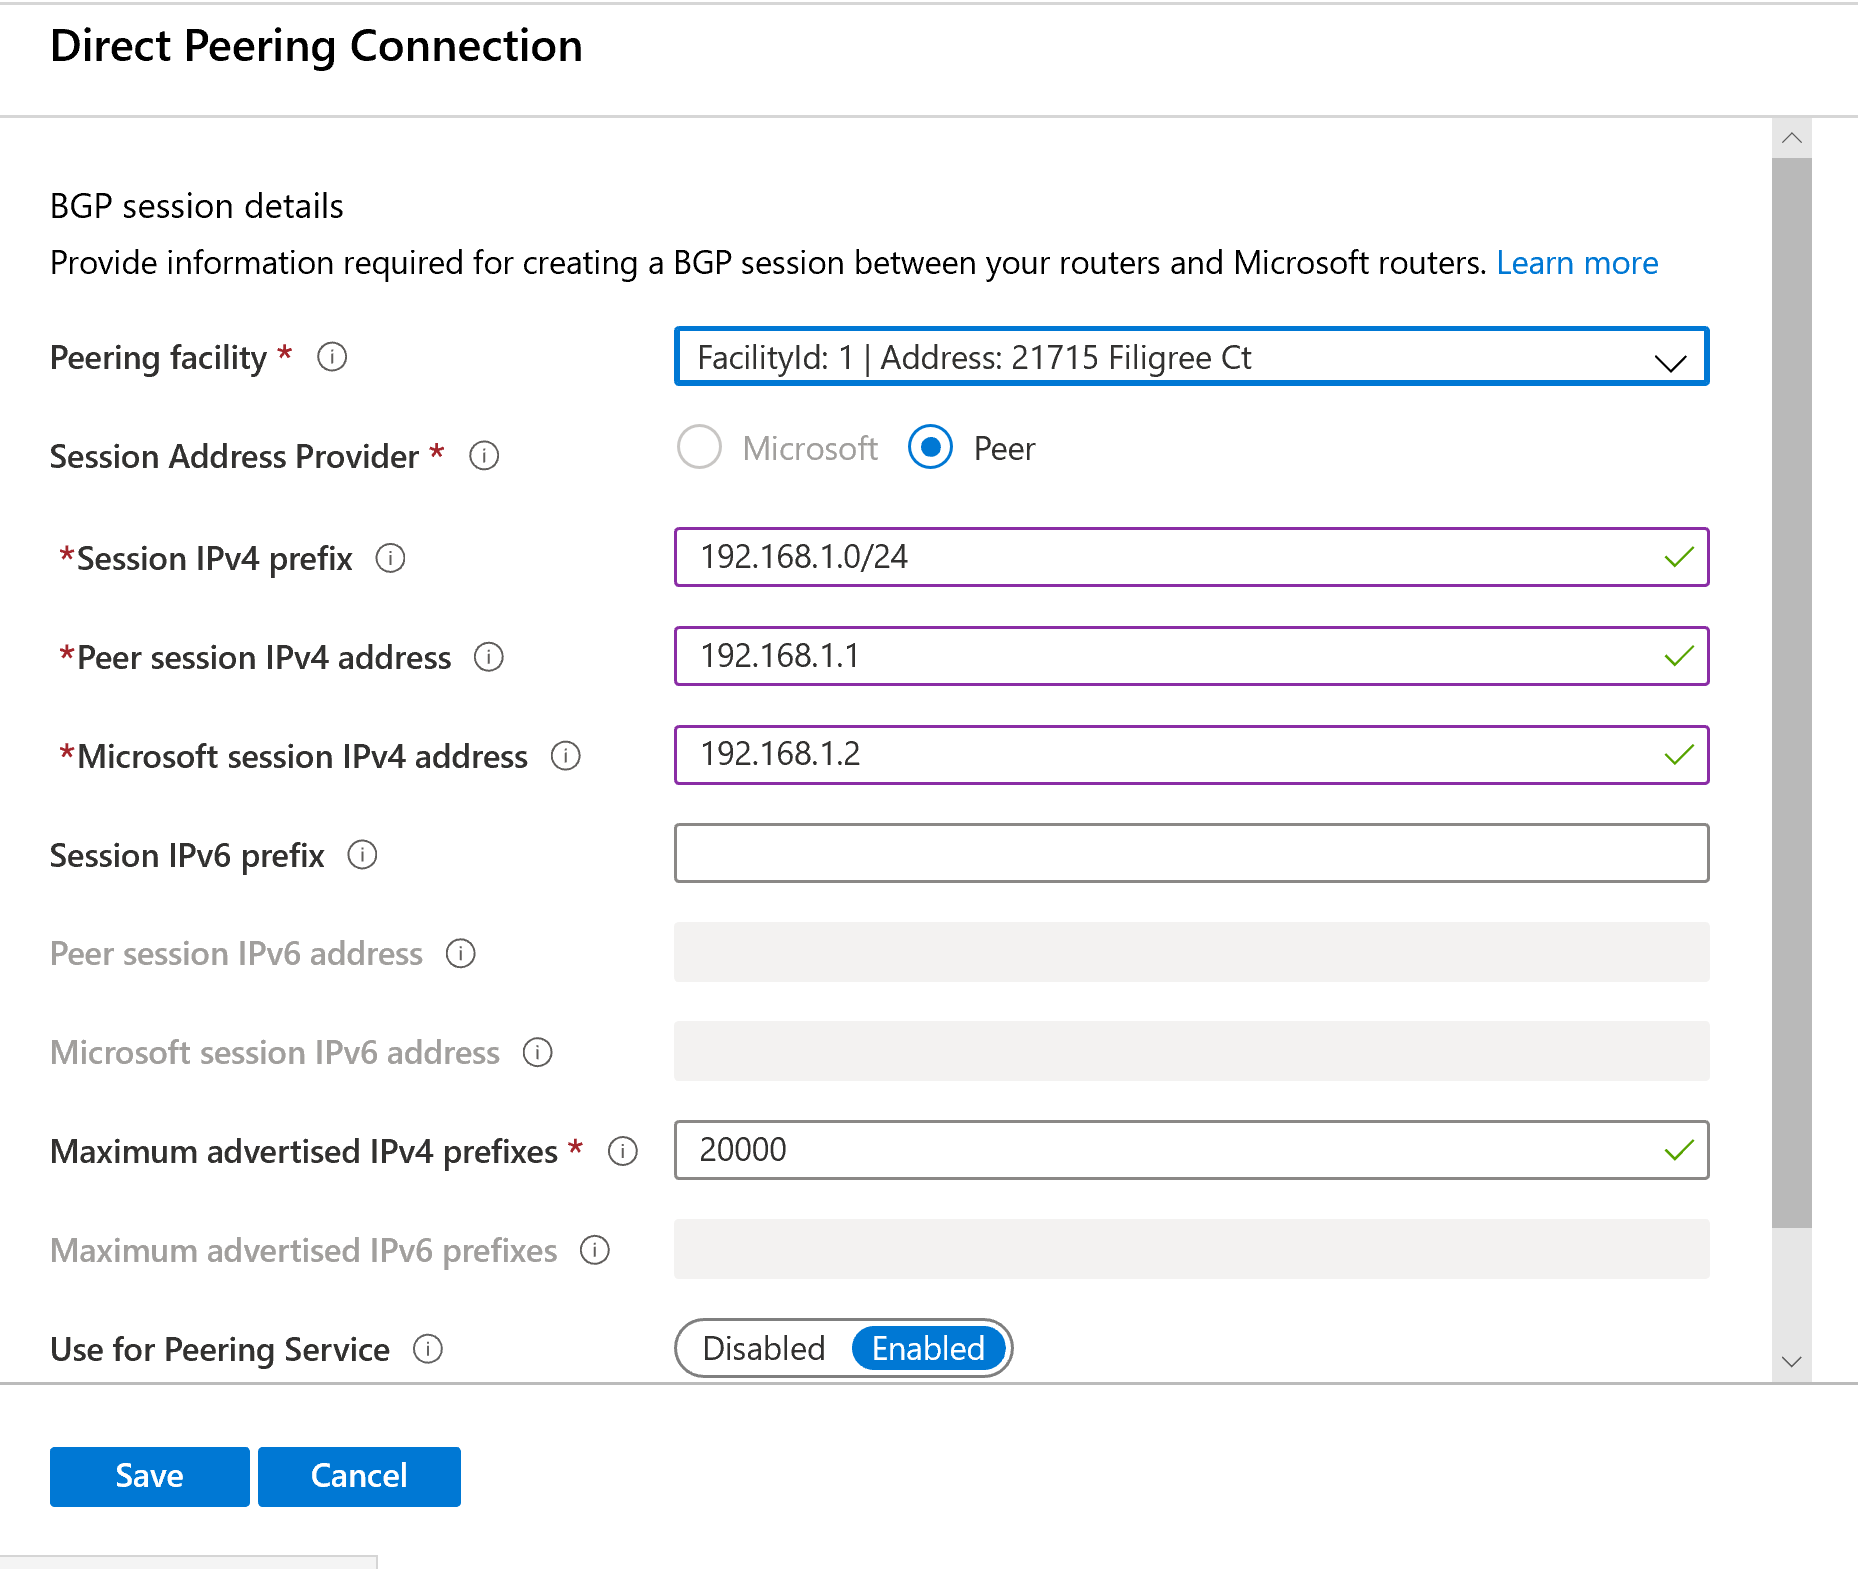 Direct Peering Connection
BGP session details
Provide information required for creating a BGP session between your routers and Microsoft routers. Learn more
Peering facility * FacilityId: 1 | Address: 21715 Filigree Ct
Session Address Provider * Microsoft Peer
*Session IPv4 prefix 192.168.1.0/24
*Peer session IPv4 address 192.168.1.1
*Microsoft session IPv4 address 192.168.1.2
Session IPv6 prefix
Peer session IPv6 address
Microsoft session IPv6 address
Maximum advertised IPv4 prefixes * 20000
Maximum advertised IPv6 prefixes
Use for Peering Service Disabled Enabled
Save Cancel